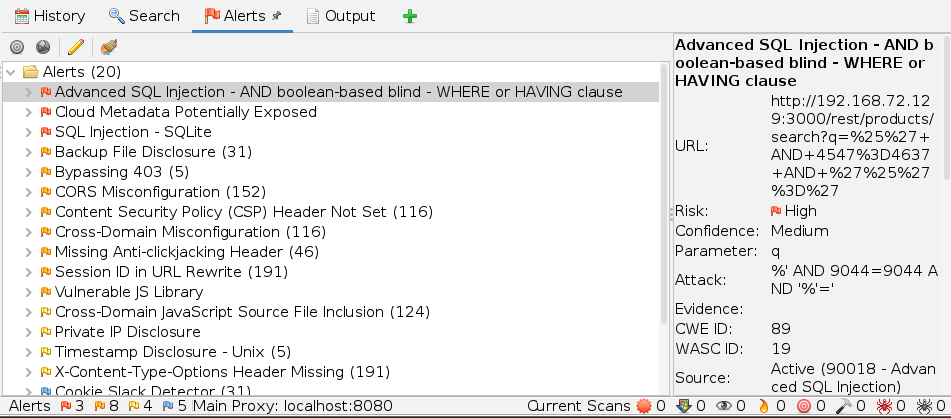 History Search Alerts Output
Alerts (20)
Advanced SQL Injection - AND boolean-based blind - WHERE or HAVING clause
Cloud Metadata Potentially Exposed
SQL Injection - SQLite
Backup File Disclosure (31)
Bypassing 403 (5)
CORS Misconfiguration (152)
Content Security Policy (CSP) Header Not Set (116)
Cross-Domain Misconfiguration (116)
Missing Anti-clickjacking Header (46)
Session ID in URL Rewrite (191)
Vulnerable JS Library
Cross-Domain JavaScript Source File Inclusion (124)
Private IP Disclosure
Timestamp Disclosure - Unix (5)
X-Content-Type-Options Header Missing (191)
Cookie Slack Detector (31)
Advanced SQL Injection - AND b
oolean-based blind - WHERE or
HAVING clause
URL:
http://192.168.72.12
9:3000/rest/products/
search?q=%25%27+
AND+4547%3D4637
+AND+%27%25%27
%3D%27
Risk: High
Confidence: Medium
Parameter: q
Attack:
%' AND 9044=9044 A
ND '%'='
Evidence:
CWE ID: 89
WASC ID: 19
Source:
Active (90018 - Advan
ced SQL Injection)
Alerts 3 8 4 5 Main Proxy: localhost:8080 Current Scans 0 0 0 0 0 0 0 0